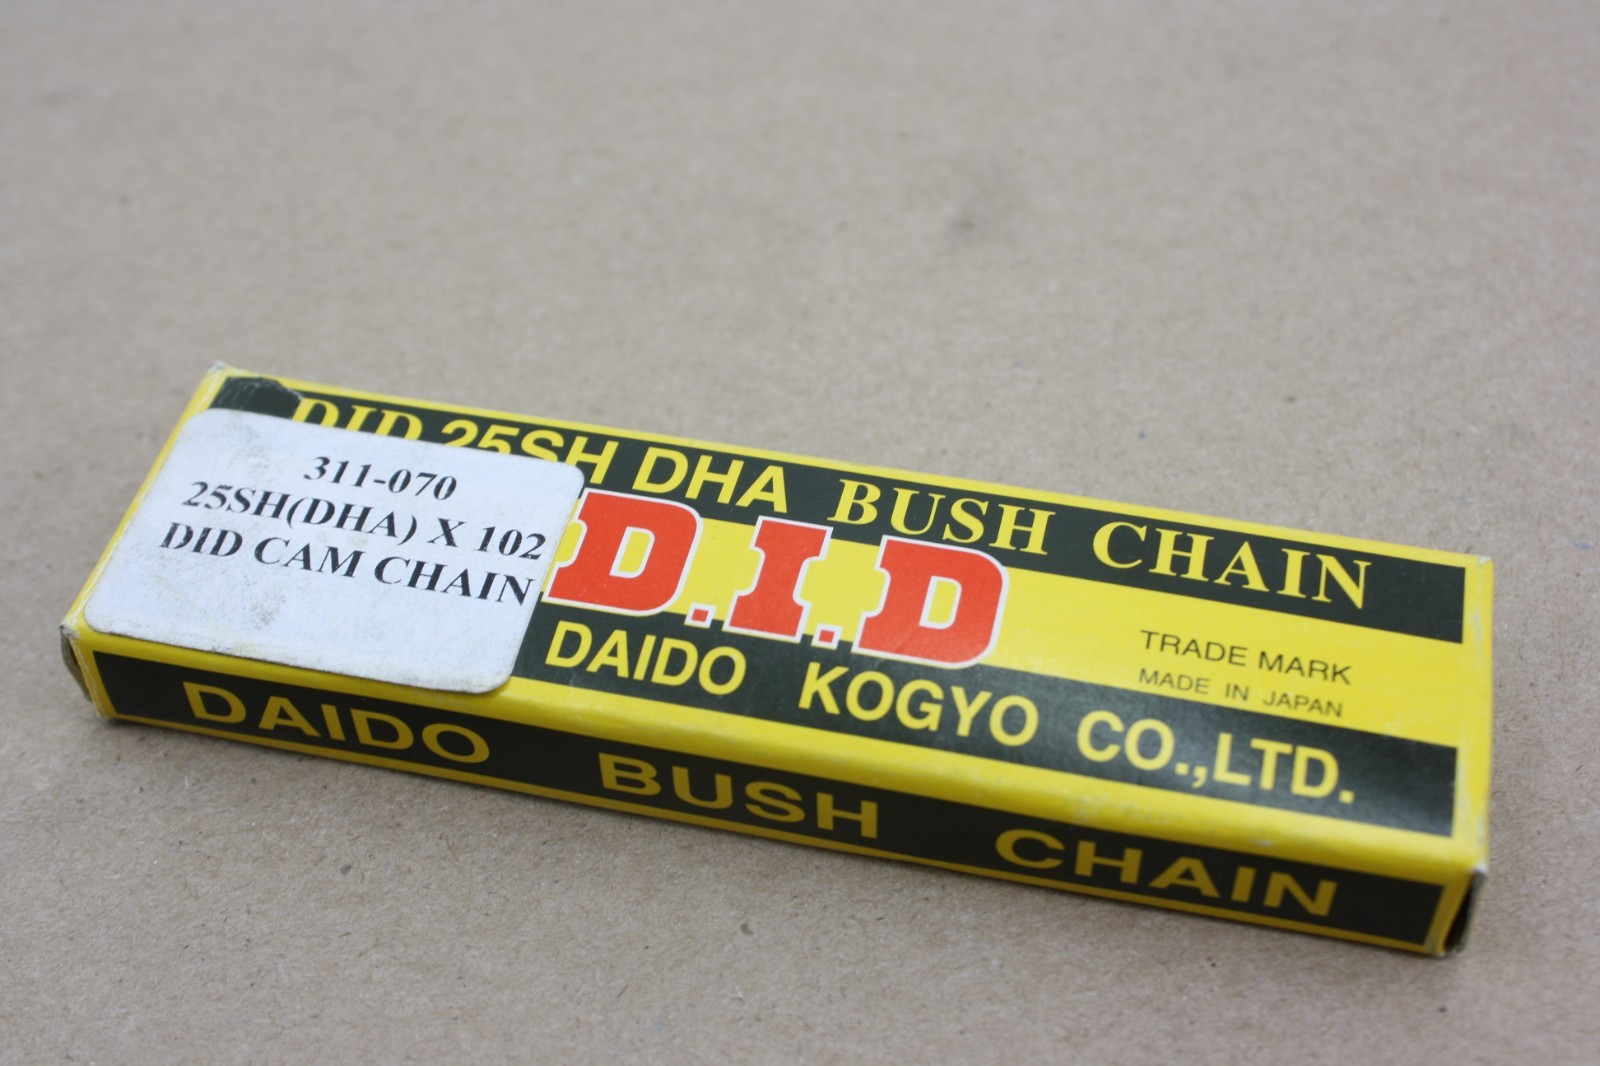 DID 25SH DHA BUSH CHAIN
311-070
25SH(DHA) X 102
DID CAM CHAIN
D.I.D
TRADE MARK
MADE IN JAPAN
DAIDO KOGYO CO.,LTD.
DAIDO BUSH CHAIN